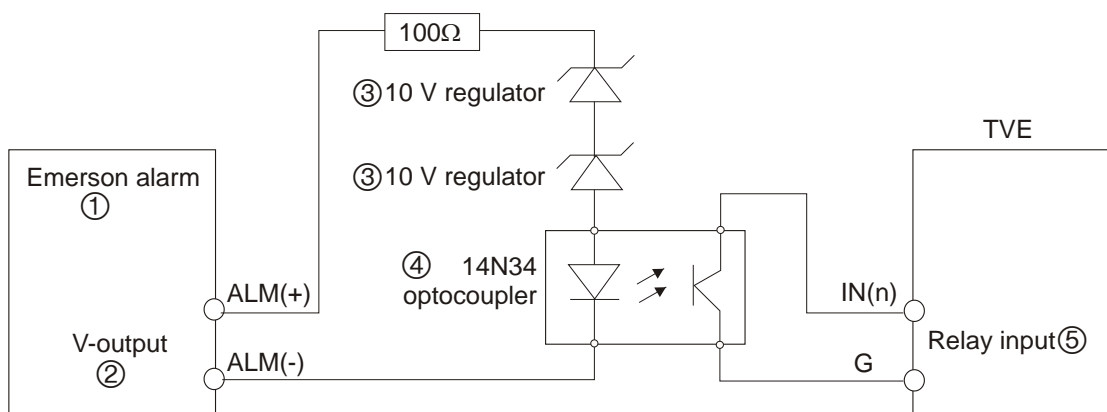 100Ω
③10 V regulator
TVE
③10 V regulator
Emerson alarm
①
④ 14N34
optocoupler
ALM(+)
IN(n)
V-output
②
Relay input⑤
ALM(-)
G